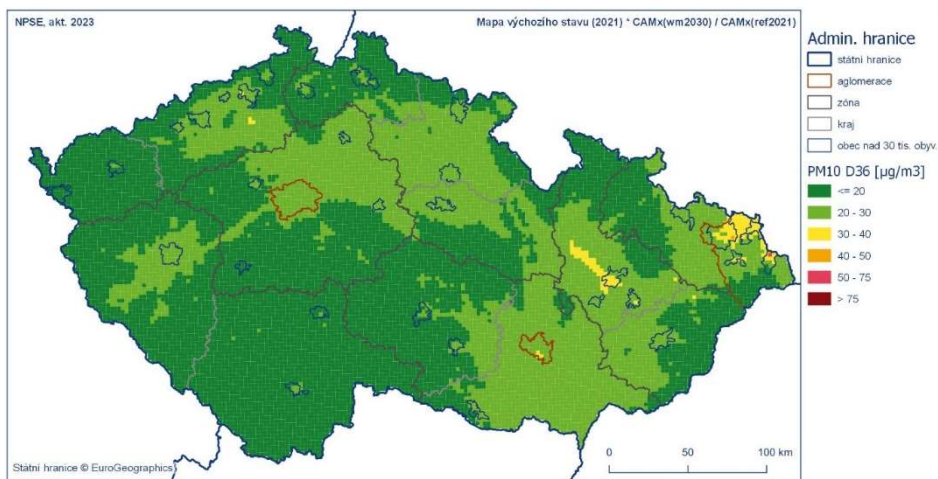 NPSE, akt. 2023
Mapa výchozího stavu (2021) * CAMx(wm2030) / CAMx(ref2021)
Admin. hranice
státní hranice
aglomerace
zóna
kraj
obec nad 30 tis. obyv.
PM10 D36 [µg/m3]
<= 20
20 - 30
30 - 40
40 - 50
50 - 75
> 75
Státní hranice © EuroGeographics
0 50 100 km